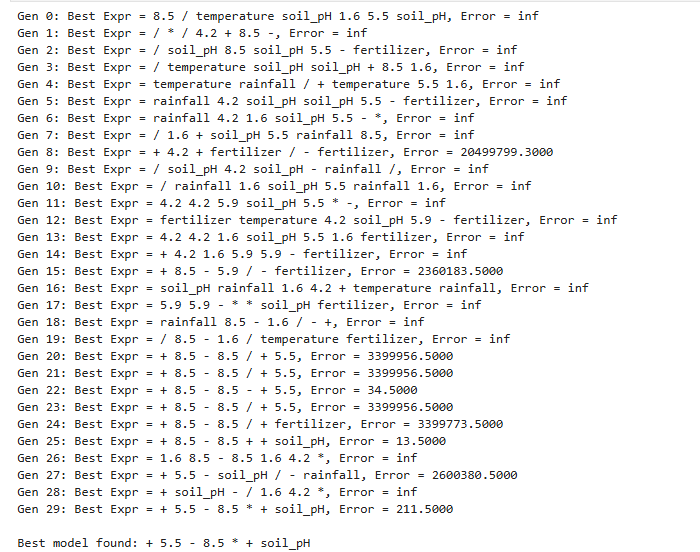 Gen 0: Best Expr = 8.5 / temperature soil_pH 1.6 5.5 soil_pH, Error = inf
Gen 1: Best Expr = / * / 4.2 + 8.5 -, Error = inf
Gen 2: Best Expr = / soil_pH 8.5 soil_pH 5.5 - fertilizer, Error = inf
Gen 3: Best Expr = / temperature soil_pH soil_pH + 8.5 1.6, Error = inf
Gen 4: Best Expr = temperature rainfall / + temperature 5.5 1.6, Error = inf
Gen 5: Best Expr = rainfall 4.2 soil_pH soil_pH 5.5 - fertilizer, Error = inf
Gen 6: Best Expr = rainfall 4.2 1.6 soil_pH 5.5 - *, Error = inf
Gen 7: Best Expr = / 1.6 + soil_pH 5.5 rainfall 8.5, Error = inf
Gen 8: Best Expr = + 4.2 + fertilizer / - fertilizer, Error = 20499799.3000
Gen 9: Best Expr = / soil_pH 4.2 soil_pH - rainfall /, Error = inf
Gen 10: Best Expr = / rainfall 1.6 soil_pH 5.5 rainfall 1.6, Error = inf
Gen 11: Best Expr = 4.2 4.2 5.9 soil_pH 5.5 * -, Error = inf
Gen 12: Best Expr = fertilizer temperature 4.2 soil_pH 5.9 - fertilizer, Error = inf
Gen 13: Best Expr = 4.2 4.2 1.6 soil_pH 5.5 1.6 fertilizer, Error = inf
Gen 14: Best Expr = + 4.2 1.6 5.9 5.9 - fertilizer, Error = inf
Gen 15: Best Expr = + 8.5 - 5.9 / - fertilizer, Error = 2360183.5000
Gen 16: Best Expr = soil_pH rainfall 1.6 4.2 + temperature rainfall, Error = inf
Gen 17: Best Expr = 5.9 5.9 - * * soil_pH fertilizer, Error = inf
Gen 18: Best Expr = rainfall 8.5 - 1.6 / - +, Error = inf
Gen 19: Best Expr = / 8.5 - 1.6 / temperature fertilizer, Error = inf
Gen 20: Best Expr = + 8.5 - 8.5 / + 5.5, Error = 3399956.5000
Gen 21: Best Expr = + 8.5 - 8.5 / + 5.5, Error = 3399956.5000
Gen 22: Best Expr = + 8.5 - 8.5 - + 5.5, Error = 34.5000
Gen 23: Best Expr = + 8.5 - 8.5 / + 5.5, Error = 3399956.5000
Gen 24: Best Expr = + 8.5 - 8.5 / + fertilizer, Error = 3399773.5000
Gen 25: Best Expr = + 8.5 - 8.5 + + soil_pH, Error = 13.5000
Gen 26: Best Expr = 1.6 8.5 - 8.5 1.6 4.2 *, Error = inf
Gen 27: Best Expr = + 5.5 - soil_pH / - rainfall, Error = 2600380.5000
Gen 28: Best Expr = + soil_pH - / 1.6 4.2 *, Error = inf
Gen 29: Best Expr = + 5.5 - 8.5 * + soil_pH, Error = 211.5000
Best model found: + 5.5 - 8.5 * + soil_pH